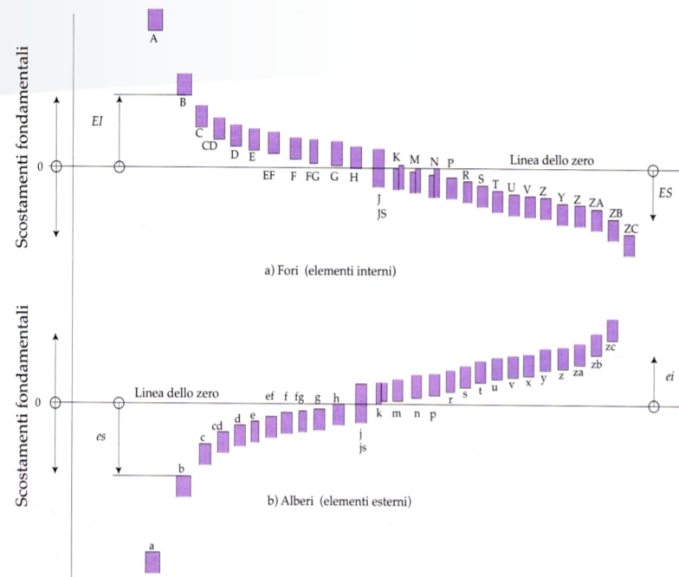 Scostamenti fondamentali
A
EI
B
C
CD
D
E
EF
F
FG
G
H
J
JS
K
M
N
P
R
S
T
U
V
Z
Y
Z
ZA
ZB
ZC
Linea dello zero
0
ES
a) Fori (elementi interni)
Scostamenti fondamentali
0
Linea dello zero
es
a
b
c
cd
d
e
ef
f
fg
g
h
j
js
k
m
n
p
r
s
t
u
v
x
y
z
za
zb
zc
ei
b) Alberi (elementi esterni)